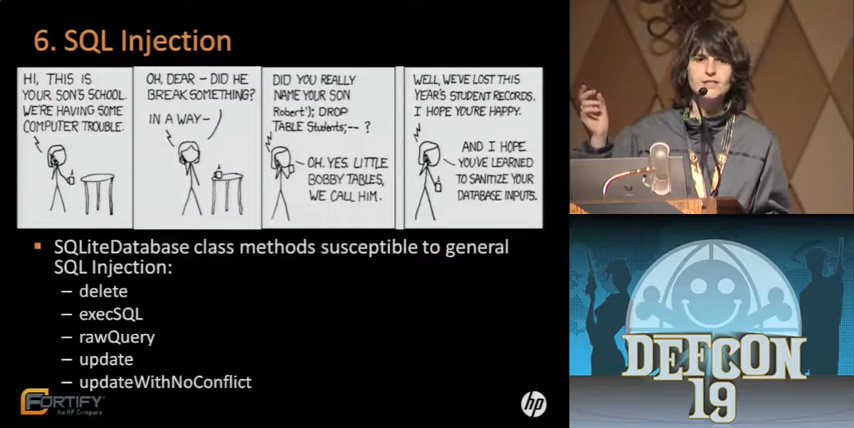 6. SQL Injection
HI, THIS IS
YOUR SON'S SCHOOL.
WE'RE HAVING SOME
COMPUTER TROUBLE.
OH, DEAR – DID HE
BREAK SOMETHING?
IN A WAY–
DID YOU REALLY
NAME YOUR SON
Robert'); DROP
TABLE Students;-- ?
OH. YES. LITTLE
BOBBY TABLES,
WE CALL HIM.
WELL, WE'VE LOST THIS
YEAR'S STUDENT RECORDS.
I HOPE YOU'RE HAPPY.
AND I HOPE
YOU'VE LEARNED
TO SANITIZE YOUR
DATABASE INPUTS.
SQLiteDatabase class methods susceptible to general
SQL Injection:
– delete
– execSQL
– rawQuery
– update
– updateWithNoConflict
FORTIFY
An HP Company
hp
DEFCON
19